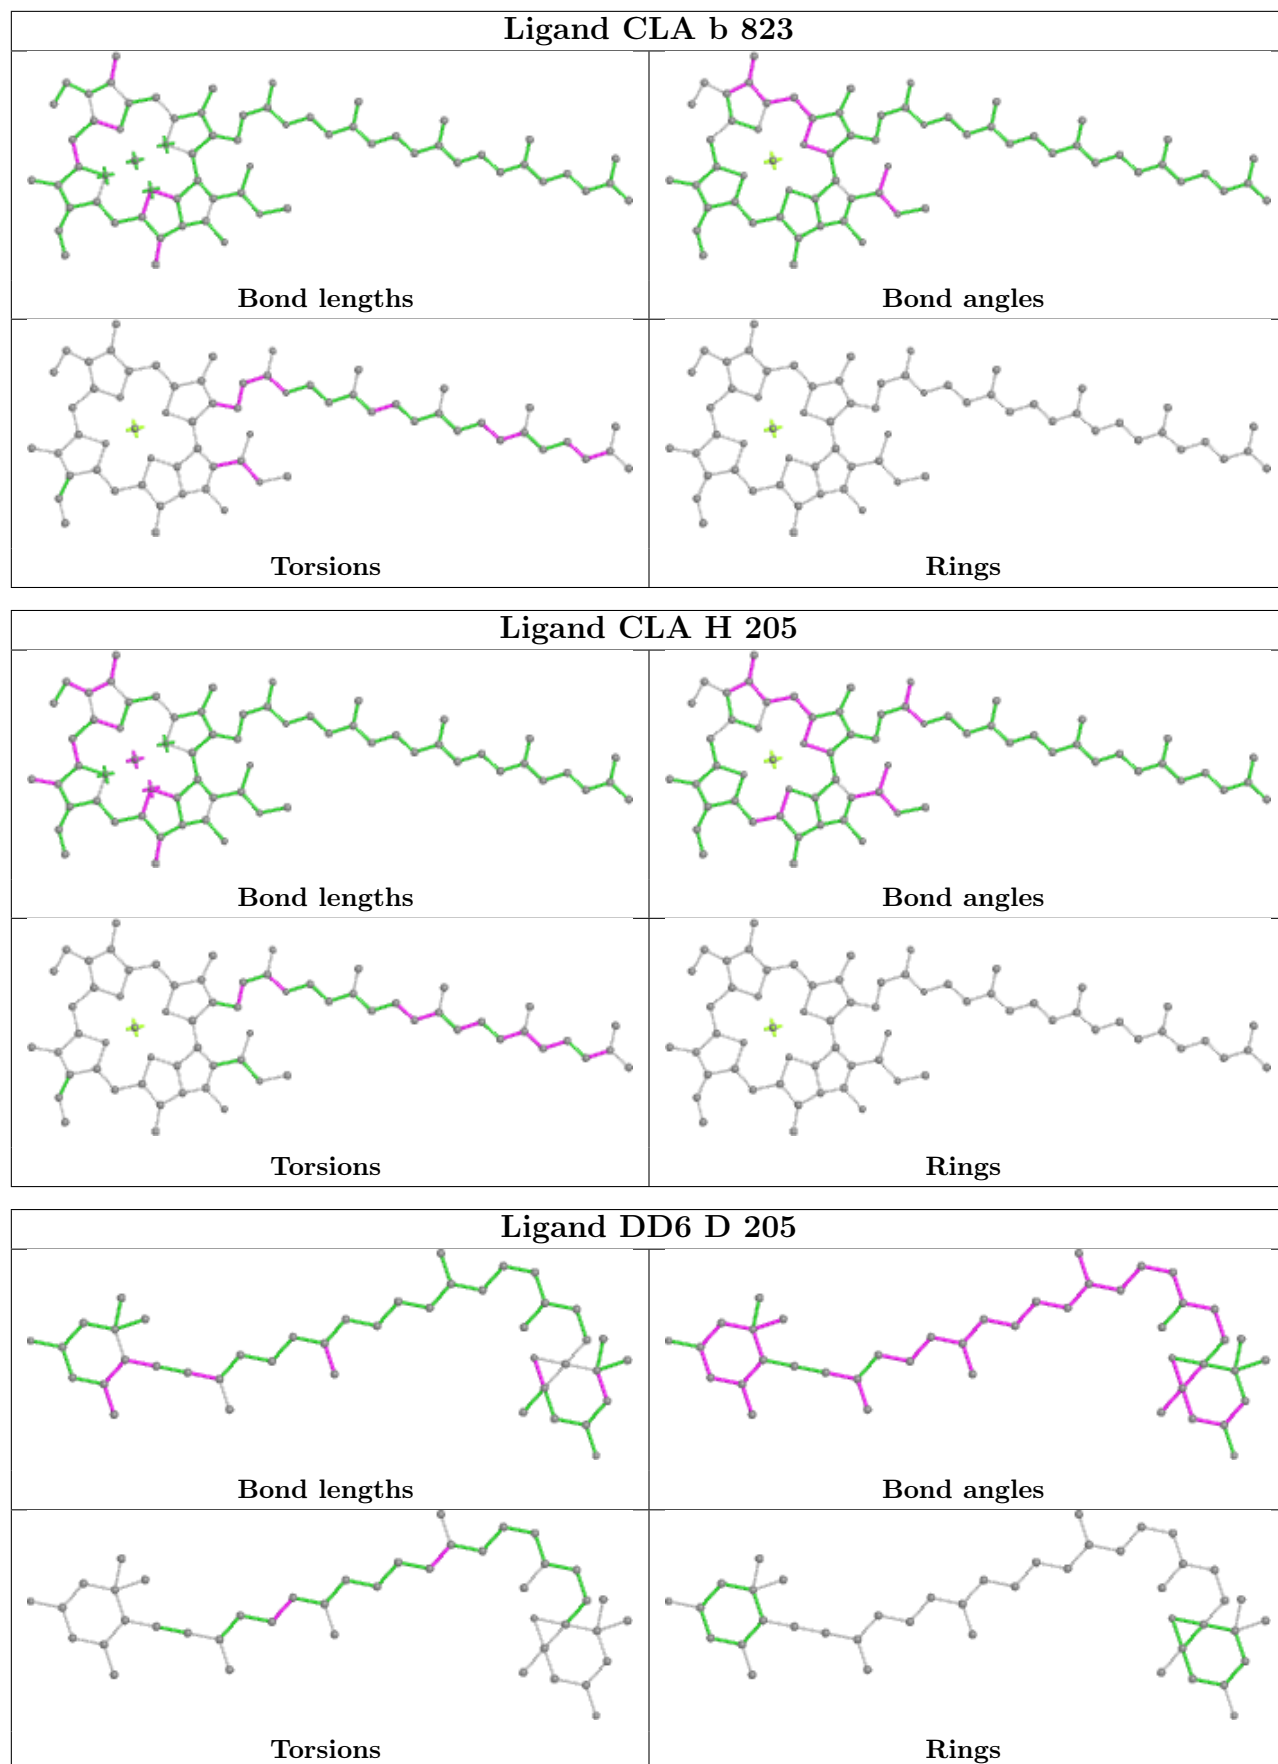 Ligand CLA b 823
Bond lengths
Bond angles
Torsions
Rings
Ligand CLA H 205
Bond lengths
Bond angles
Torsions
Rings
Ligand DD6 D 205
Bond lengths
Bond angles
Torsions
Rings